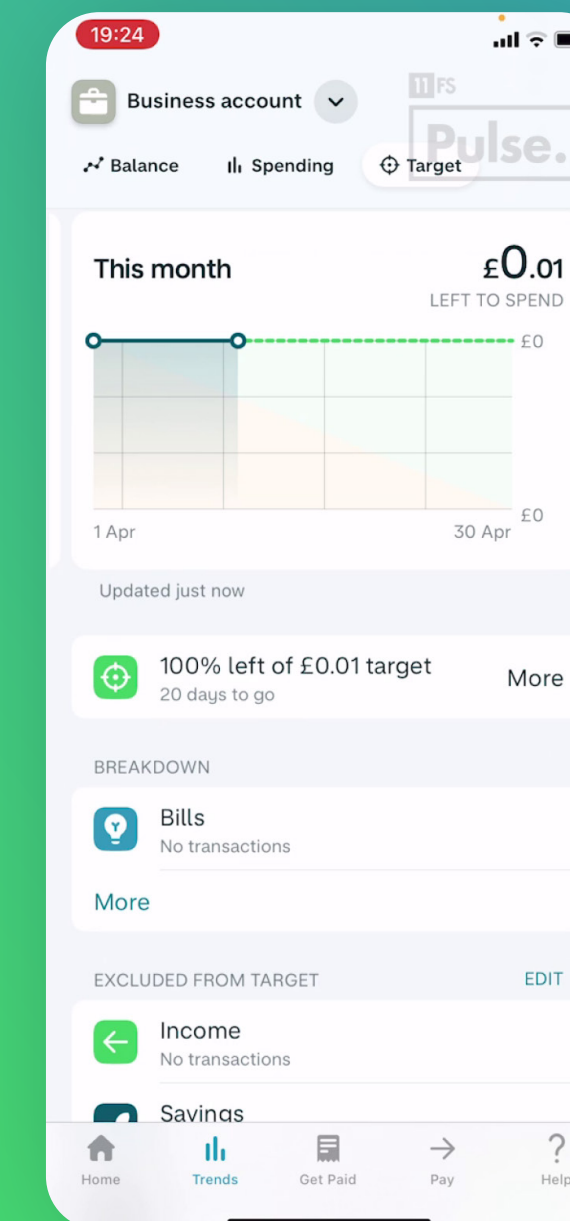 19:24
11 FS
Pulse.
Business account
Balance
Spending
Target
This month
£0.01
LEFT TO SPEND
£0
£0
1 Apr
30 Apr
Updated just now
100% left of £0.01 target
20 days to go
More
BREAKDOWN
Bills
No transactions
More
EXCLUDED FROM TARGET
EDIT
Income
No transactions
Savings
Home
Trends
Get Paid
Pay
Help